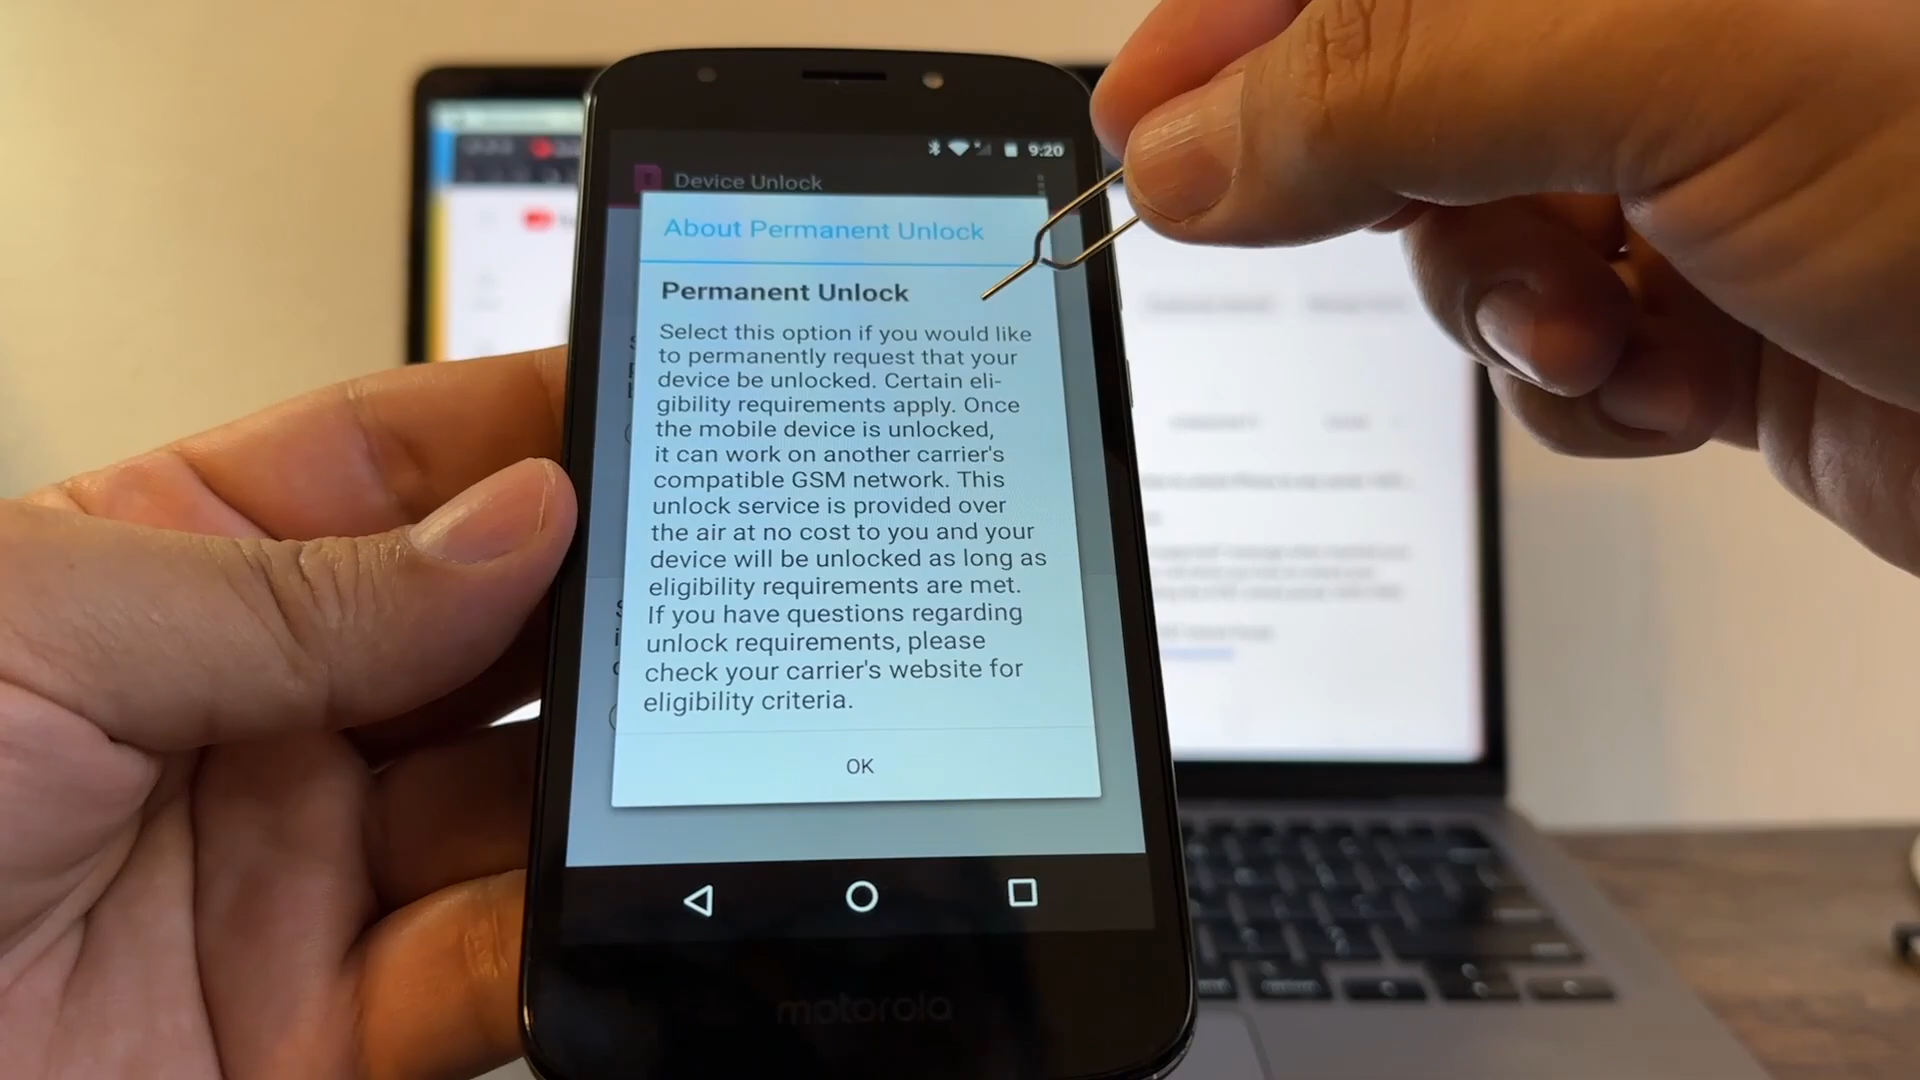 9:20
Device Unlock
About Permanent Unlock
Permanent Unlock
Select this option if you would like
to permanently request that your
device be unlocked. Certain eli-
gibility requirements apply. Once
the mobile device is unlocked,
it can work on another carrier's
compatible GSM network. This
unlock service is provided over
the air at no cost to you and your
device will be unlocked as long as
eligibility requirements are met.
If you have questions regarding
unlock requirements, please
check your carrier's website for
eligibility criteria.
OK
motorola